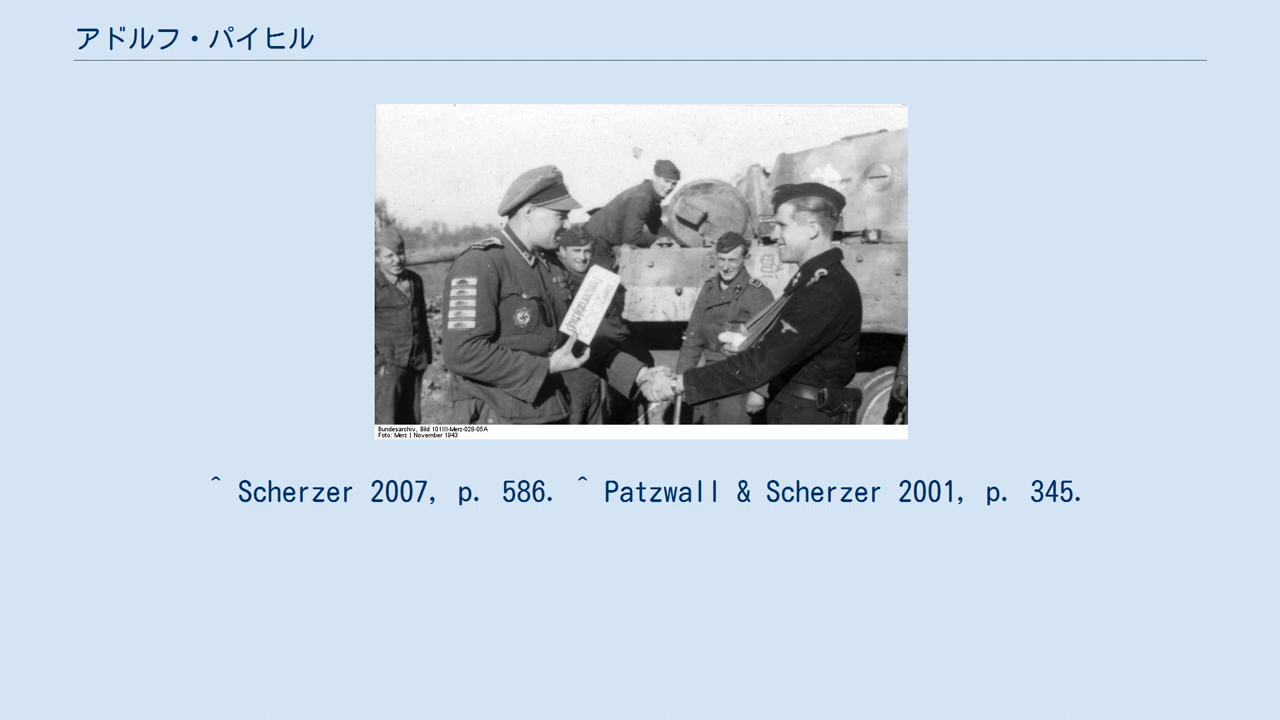 アドルフ・パイヒル
Bundesarchiv, Bild 101III-Merz-028-05A
Foto: Merz | November 1943
^ Scherzer 2007, p. 586. ^ Patzwall & Scherzer 2001, p. 345.